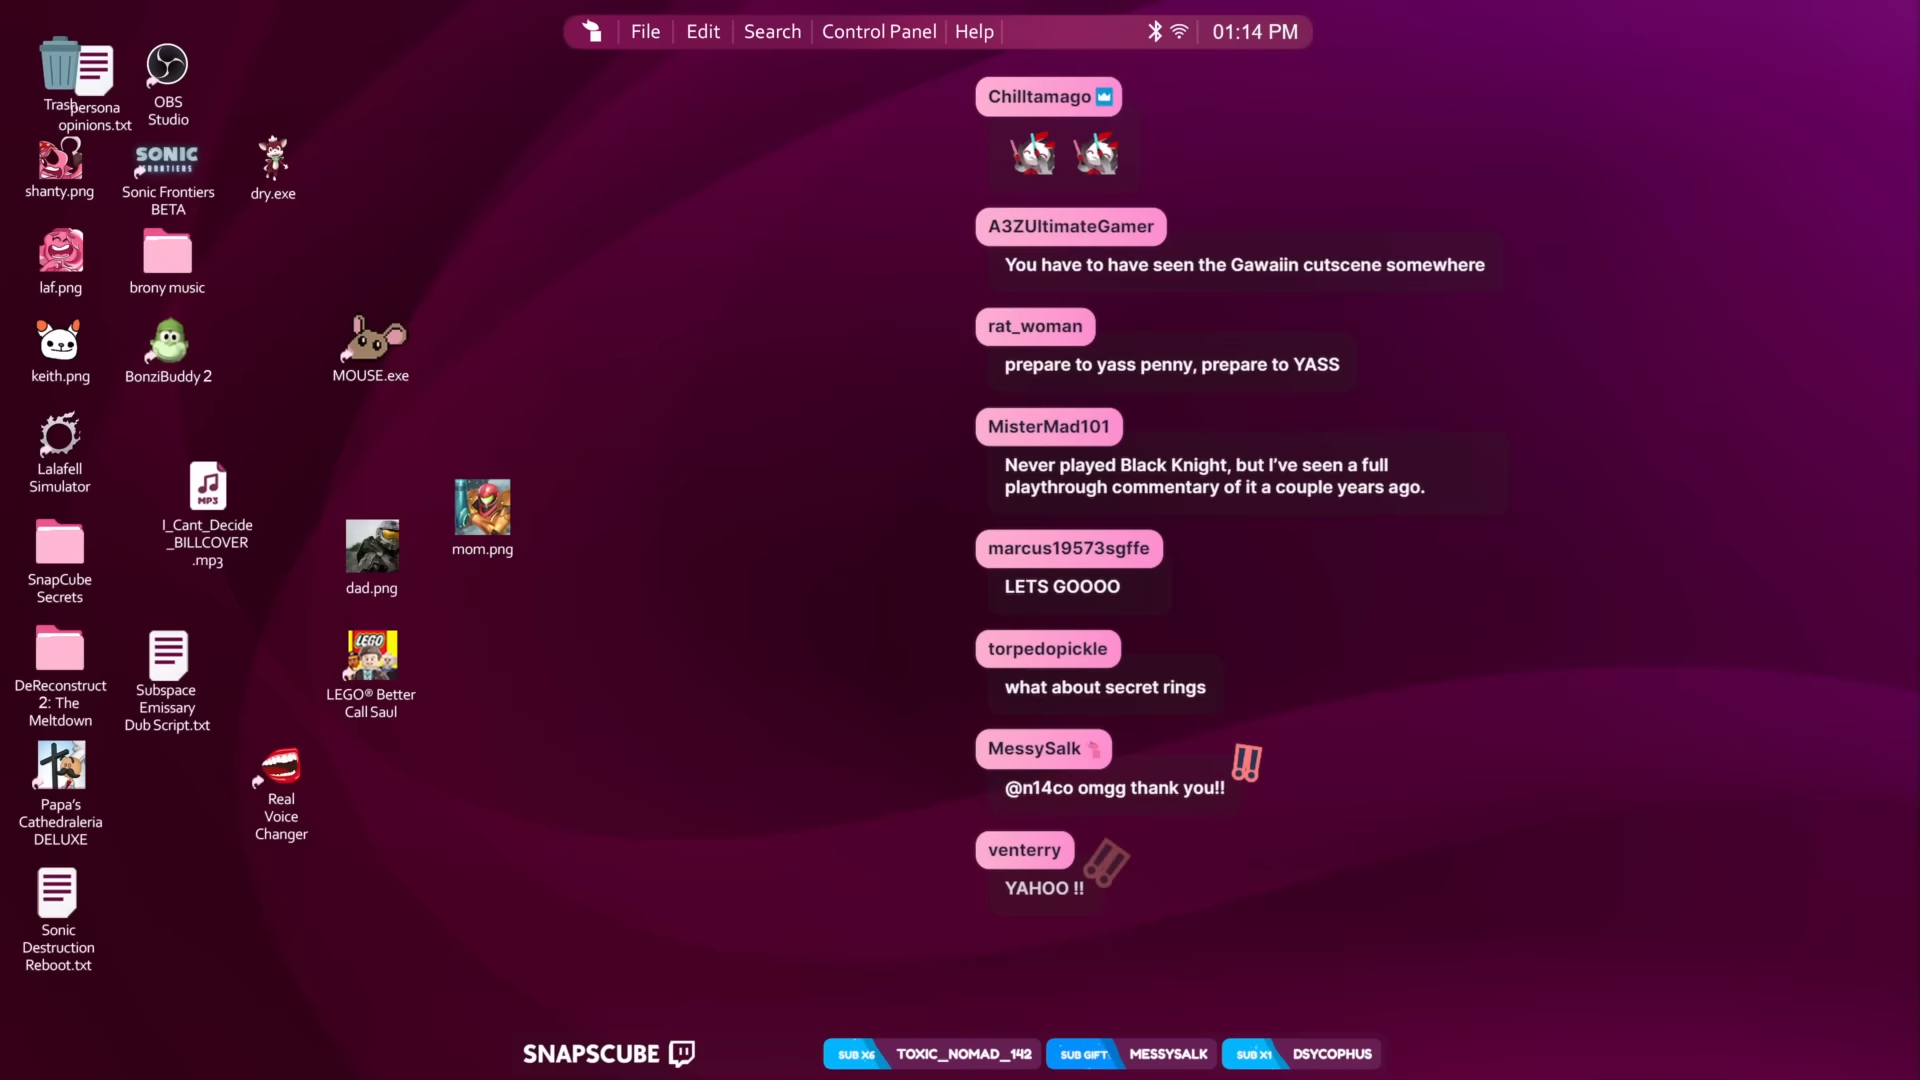 File Edit Search Control Panel Help 01:14 PM
Trash
persona
opinions.txt
OBS
Studio
shanty.png
SONIC
FRONTIERS
Sonic Frontiers
BETA
dry.exe
laf.png
brony music
keith.png
BonziBuddy 2
MOUSE.exe
Lalafell
Simulator
MP3
I_Cant_Decide
_BILLCOVER
.mp3
mom.png
dad.png
SnapCube
Secrets
DeReconstruct
2: The
Meltdown
Subspace
Emissary
Dub Script.txt
LEGO
LEGO® Better
Call Saul
Papa's
Cathedraleria
DELUXE
Real
Voice
Changer
Sonic
Destruction
Reboot.txt
Chilltamago
A3ZUltimateGamer
You have to have seen the Gawaiin cutscene somewhere
rat_woman
prepare to yass penny, prepare to YASS
MisterMad101
Never played Black Knight, but I've seen a full
playthrough commentary of it a couple years ago.
marcus19573sgffe
LETS GOOOO
torpedopickle
what about secret rings
MessySalk
@n14co omgg thank you!!
venterry
YAHOO !!
SNAPSCUBE
SUB X6 TOXIC_NOMAD_142
SUB GIFT MESSYSALK
SUB X1 DSYCOPHUS